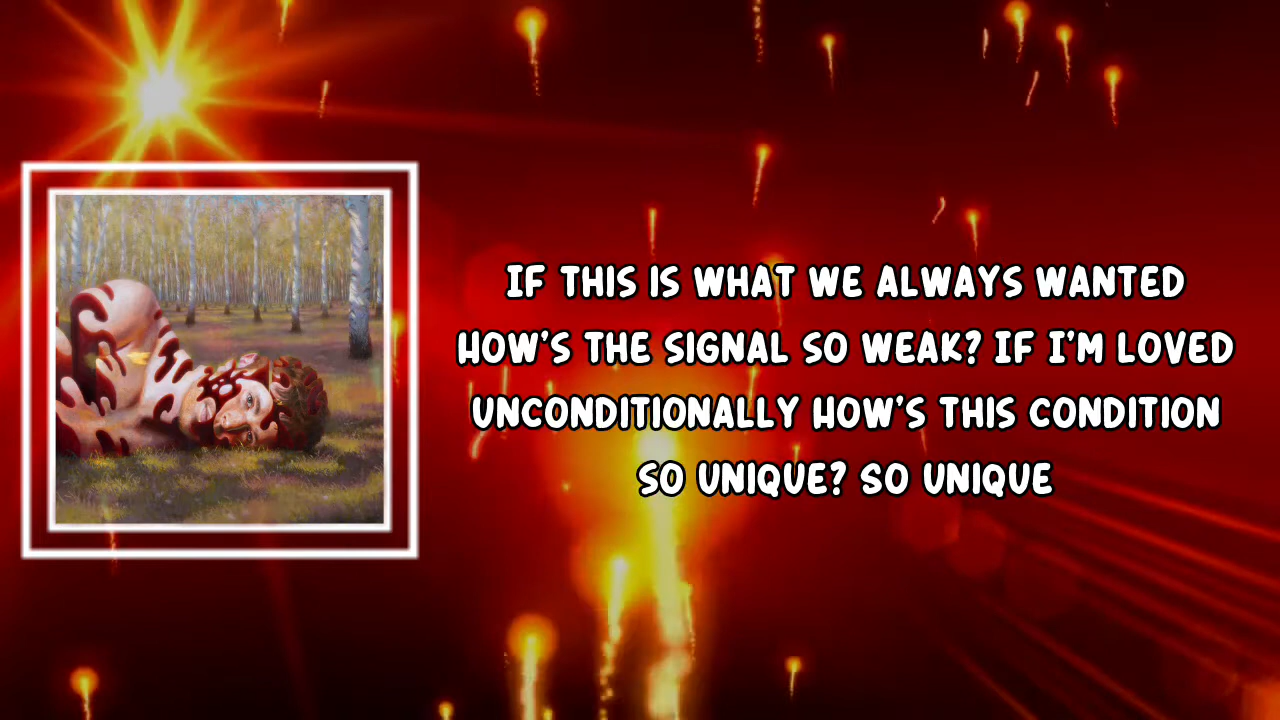 IF THIS IS WHAT WE ALWAYS WANTED
HOW'S THE SIGNAL SO WEAK? IF I'M LOVED
UNCONDITIONALLY HOW'S THIS CONDITION
SO UNIQUE? SO UNIQUE